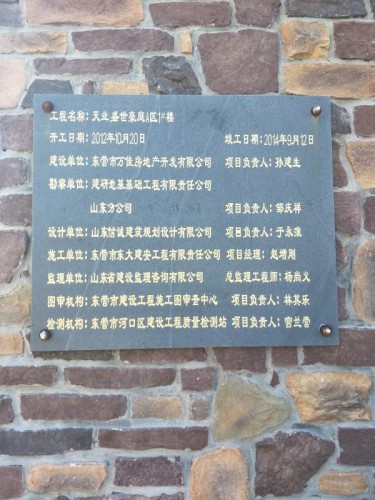 工程名称：天业盛世豪庭A区1#楼
开工日期：2012年10月20日 竣工日期：2014年9月12日
建设单位：东营市万佳房地产开发有限公司 项目负责人：孙建生
勘察单位：建研地基基础工程有限责任公司
山东分公司 项目负责人：邹庆祥
设计单位：山东恒诚建筑规划设计有限公司 项目负责人：于永淮
施工单位：东营市东大建安工程有限责任公司 项目经理：赵增刚
监理单位：山东省建设监理咨询有限公司 总监理工程师：杨尚义
图审机构：东营市建设工程施工图审查中心 项目负责人：林其乐
检测机构：东营市河口区建设工程质量检测站 项目负责人：宿兰营